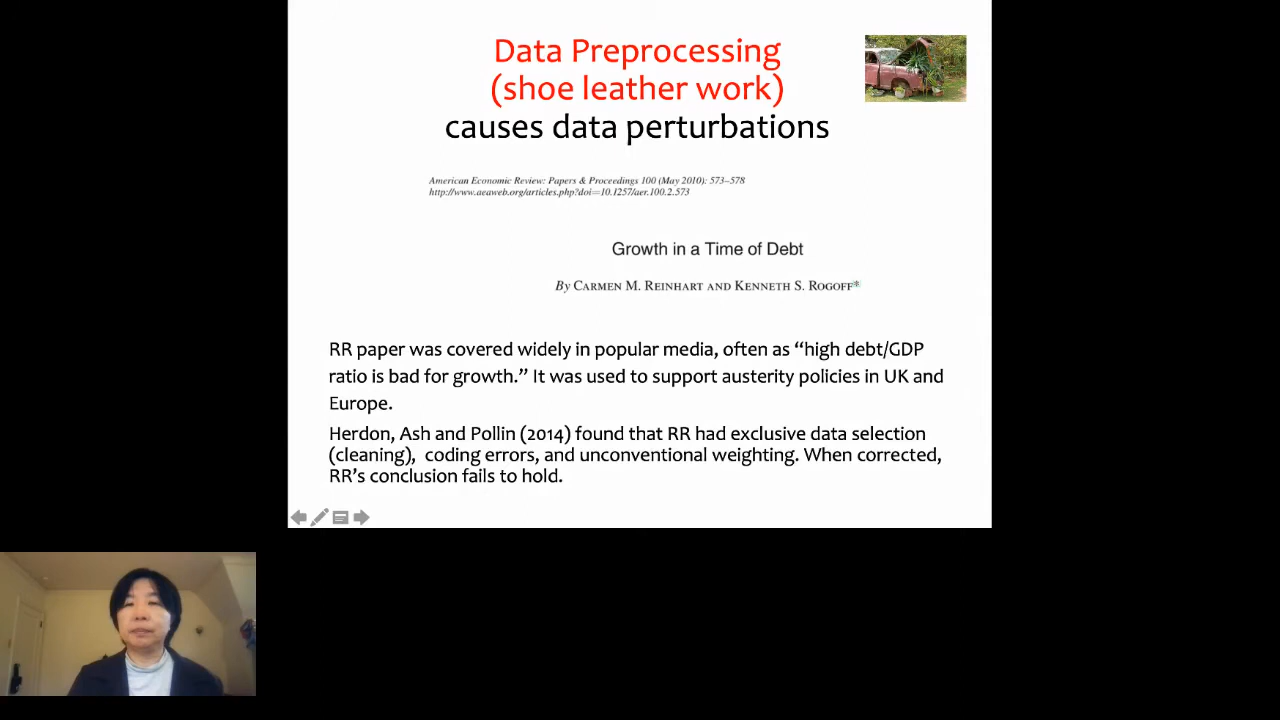 Data Preprocessing
(shoe leather work)
causes data perturbations
American Economic Review: Papers & Proceedings 100 (May 2010): 573–578
http://www.aeaweb.org/articles.php?doi=10.1257/aer.100.2.573
Growth in a Time of Debt
By Carmen M. Reinhart and Kenneth S. Rogoff*
RR paper was covered widely in popular media, often as “high debt/GDP
ratio is bad for growth.” It was used to support austerity policies in UK and
Europe.
Herdon, Ash and Pollin (2014) found that RR had exclusive data selection
(cleaning), coding errors, and unconventional weighting. When corrected,
RR’s conclusion fails to hold.